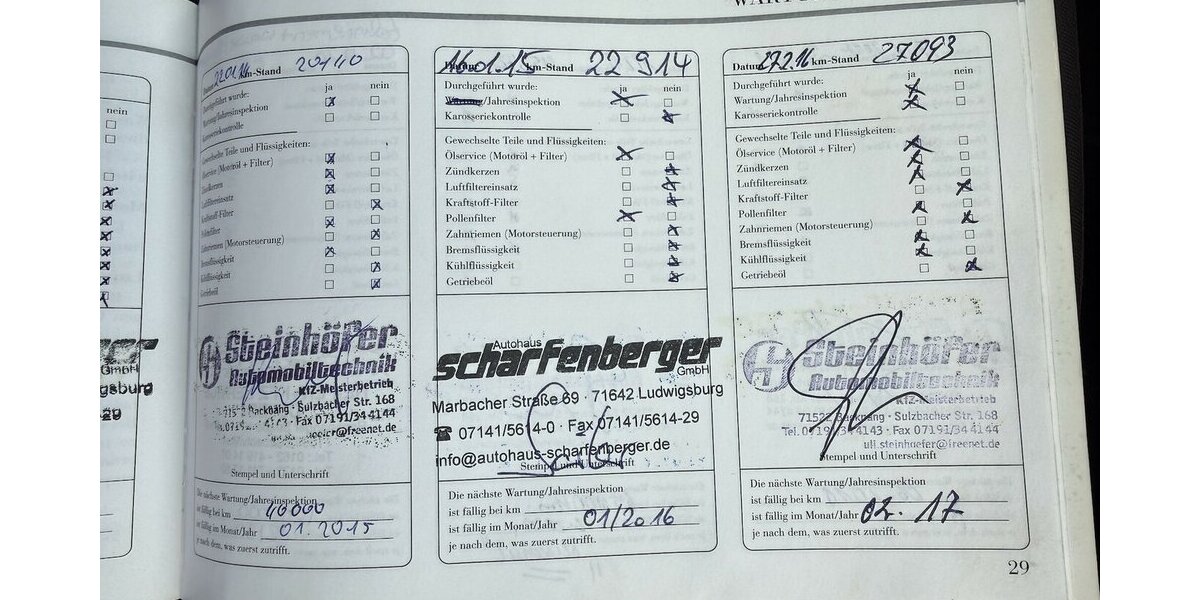 29
nein
GmbH
gsburg
29
Datum 22.01.14 km-Stand 20440
Durchgeführt wurde: ja nein
Wartung/Jahresinspektion
Karosseriekontrolle
Gewechselte Teile und Flüssigkeiten:
Ölservice (Motoröl + Filter)
Zündkerzen
Luftfiltereinsatz
Kraftstoff-Filter
Pollenfilter
Zahnriemen (Motorsteuerung)
Bremsflüssigkeit
Kühlflüssigkeit
Getriebeöl
Steinhöfer
Automobiltechnik
KfZ-Meisterbetrieb
71522 Backnang · Sulzbacher Str. 168
Fax 07191/344144
@freenet.de
Stempel und Unterschrift
Die nächste Wartung/Jahresinspektion
ist fällig bei km 40000
ist fällig im Monat/Jahr 01.2015
je nach dem, was zuerst zutrifft.
Datum 16.01.15 km-Stand 22 914
Durchgeführt wurde: ja nein
/Jahresinspektion
Karosseriekontrolle
Gewechselte Teile und Flüssigkeiten:
Ölservice (Motoröl + Filter)
Zündkerzen
Luftfiltereinsatz
Kraftstoff-Filter
Pollenfilter
Zahnriemen (Motorsteuerung)
Bremsflüssigkeit
Kühlflüssigkeit
Getriebeöl
Autohaus
scharfenberger
GmbH
Marbacher Straße 69 · 71642 Ludwigsburg
☎ 07141/5614-0 · Fax 07141/5614-29
info@autohaus-scharfenberger.de
Stempel und Unterschrift
Die nächste Wartung/Jahresinspektion
ist fällig bei km
ist fällig im Monat/Jahr 01/2016
je nach dem, was zuerst zutrifft.
Datum 27.2.16 km-Stand 27093
Durchgeführt wurde: ja nein
Wartung/Jahresinspektion
Karosseriekontrolle
Gewechselte Teile und Flüssigkeiten:
Ölservice (Motoröl + Filter)
Zündkerzen
Luftfiltereinsatz
Kraftstoff-Filter
Pollenfilter
Zahnriemen (Motorsteuerung)
Bremsflüssigkeit
Kühlflüssigkeit
Getriebeöl
Steinhöfer
Automobiltechnik
KfZ-Meisterbetrieb
71522 Backnang · Sulzbacher Str. 168
Tel. 07191/344143 · Fax 07191/344144
uli.steinhoefer@freenet.de
Stempel und Unterschrift
Die nächste Wartung/Jahresinspektion
ist fällig bei km
ist fällig im Monat/Jahr 02.17
je nach dem, was zuerst zutrifft.
29